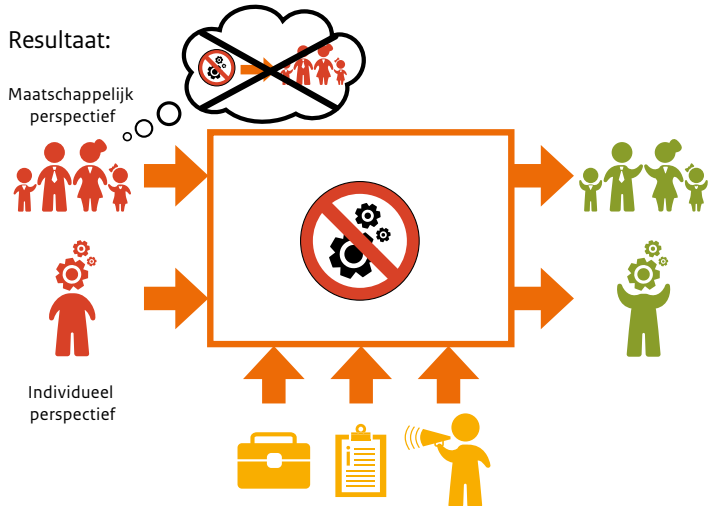 Resultaat:
Maatschappelijk
perspectief
Individueel
perspectief